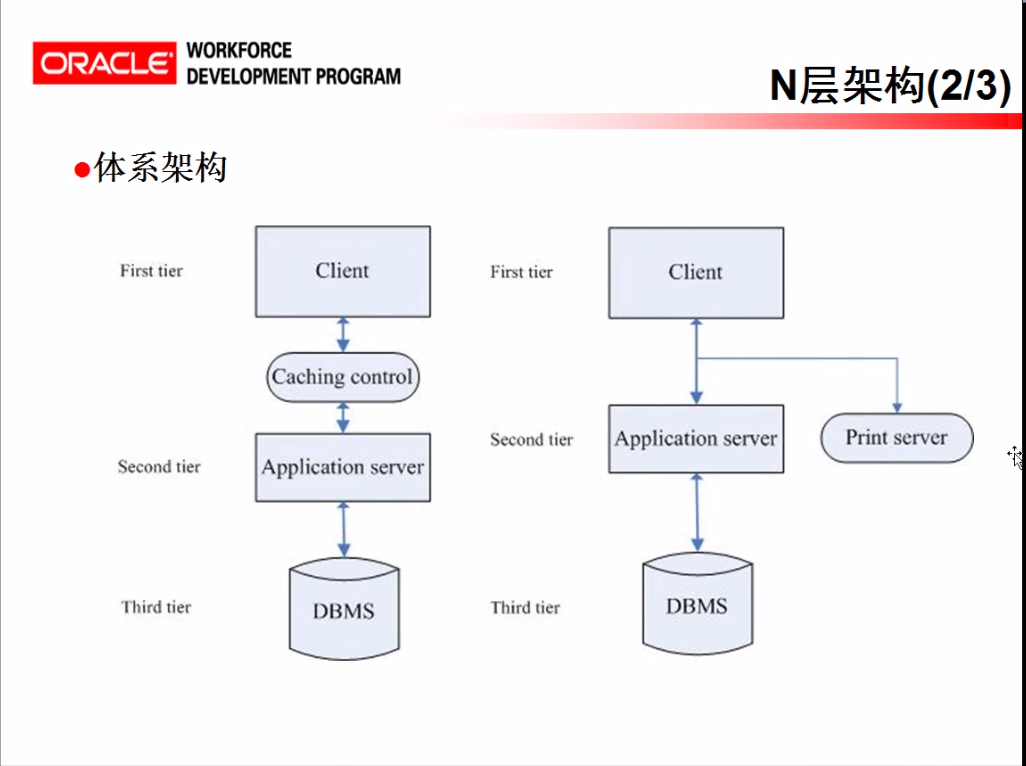 ORACLE
WORKFORCE
DEVELOPMENT PROGRAM
N层架构(2/3)
●体系架构
First tier
Client
Caching control
Second tier
Application server
Third tier
DBMS
First tier
Client
Second tier
Application server
Print server
Third tier
DBMS